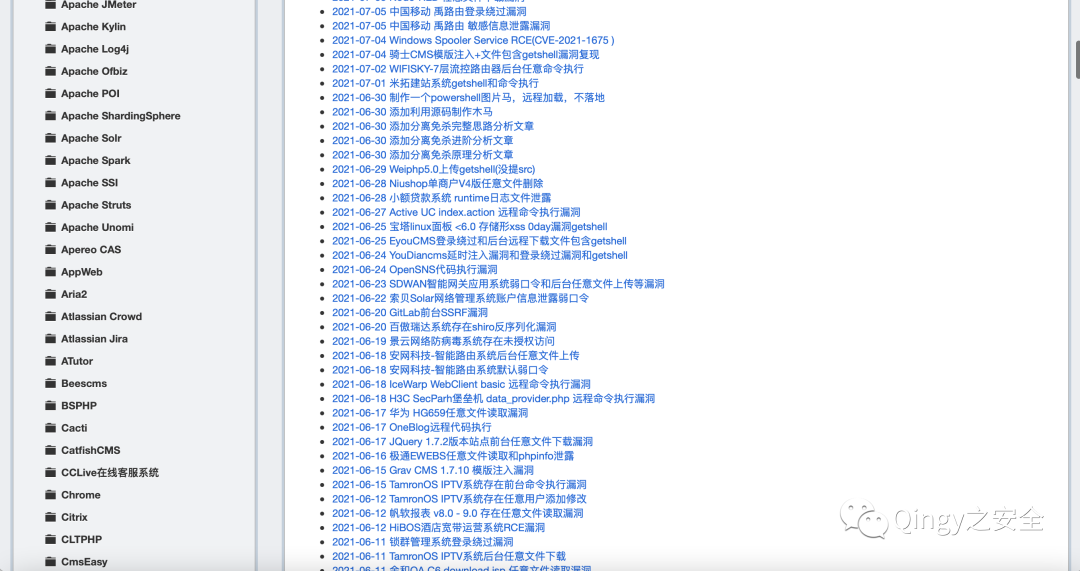 Apache JMeter
Apache Kylin
Apache Log4j
Apache Ofbiz
Apache POI
Apache ShardingSphere
Apache Solr
Apache Spark
Apache SSI
Apache Struts
Apache Unomi
Apereo CAS
AppWeb
Aria2
Atlassian Crowd
Atlassian Jira
ATutor
Beescms
BSPHP
Cacti
CatfishCMS
CCLive在线客服系统
Chrome
Citrix
CLTPHP
CmsEasy
2021-07-05 中国移动 禹路由登录绕过漏洞
2021-07-05 中国移动 禹路由 敏感信息泄露漏洞
2021-07-04 Windows Spooler Service RCE(CVE-2021-1675 )
2021-07-04 骑士CMS模版注入+文件包含getshell漏洞复现
2021-07-02 WIFISKY-7层流控路由器后台任意命令执行
2021-07-01 米拓建站系统getshell和命令执行
2021-06-30 制作一个powershell图片马，远程加载，不落地
2021-06-30 添加利用源码制作木马
2021-06-30 添加分离免杀完整思路分析文章
2021-06-30 添加分离免杀进阶分析文章
2021-06-30 添加分离免杀原理分析文章
2021-06-29 Weiphp5.0上传getshell(没提src)
2021-06-28 Niushop单商户V4版任意文件删除
2021-06-28 小额贷款系统 runtime日志文件泄露
2021-06-27 Active UC index.action 远程命令执行漏洞
2021-06-25 宝塔linux面板 <6.0 存储形xss 0day漏洞getshell
2021-06-25 EyouCMS登录绕过和后台远程下载文件包含getshell
2021-06-24 YouDiancms延时注入漏洞和登录绕过漏洞和getshell
2021-06-24 OpenSNS代码执行漏洞
2021-06-23 SDWAN智能网关应用系统弱口令和后台任意文件上传等漏洞
2021-06-22 索贝Solar网络管理系统账户信息泄露弱口令
2021-06-20 GitLab前台SSRF漏洞
2021-06-20 百傲瑞达系统存在shiro反序列化漏洞
2021-06-19 景云网络防病毒系统存在未授权访问
2021-06-18 安网科技-智能路由系统后台任意文件上传
2021-06-18 安网科技-智能路由系统默认弱口令
2021-06-18 IceWarp WebClient basic 远程命令执行漏洞
2021-06-18 H3C SecParh堡垒机 data_provider.php 远程命令执行漏洞
2021-06-17 华为 HG659任意文件读取漏洞
2021-06-17 OneBlog远程代码执行
2021-06-17 JQuery 1.7.2版本站点前台任意文件下载漏洞
2021-06-16 极通EWEBS任意文件读取和phpinfo泄露
2021-06-15 Grav CMS 1.7.10 模版注入漏洞
2021-06-15 TamronOS IPTV系统存在前台命令执行漏洞
2021-06-12 TamronOS IPTV系统存在任意用户添加修改
2021-06-12 帆软报表 v8.0 - 9.0 存在任意文件读取漏洞
2021-06-12 HiBOS酒店宽带运营系统RCE漏洞
2021-06-11 锁群管理系统登录绕过漏洞
2021-06-11 TamronOS IPTV系统后台任意文件下载
2021-06-11 金和OA C6 download.jsp 任意文件读取漏洞
Qingy之安全